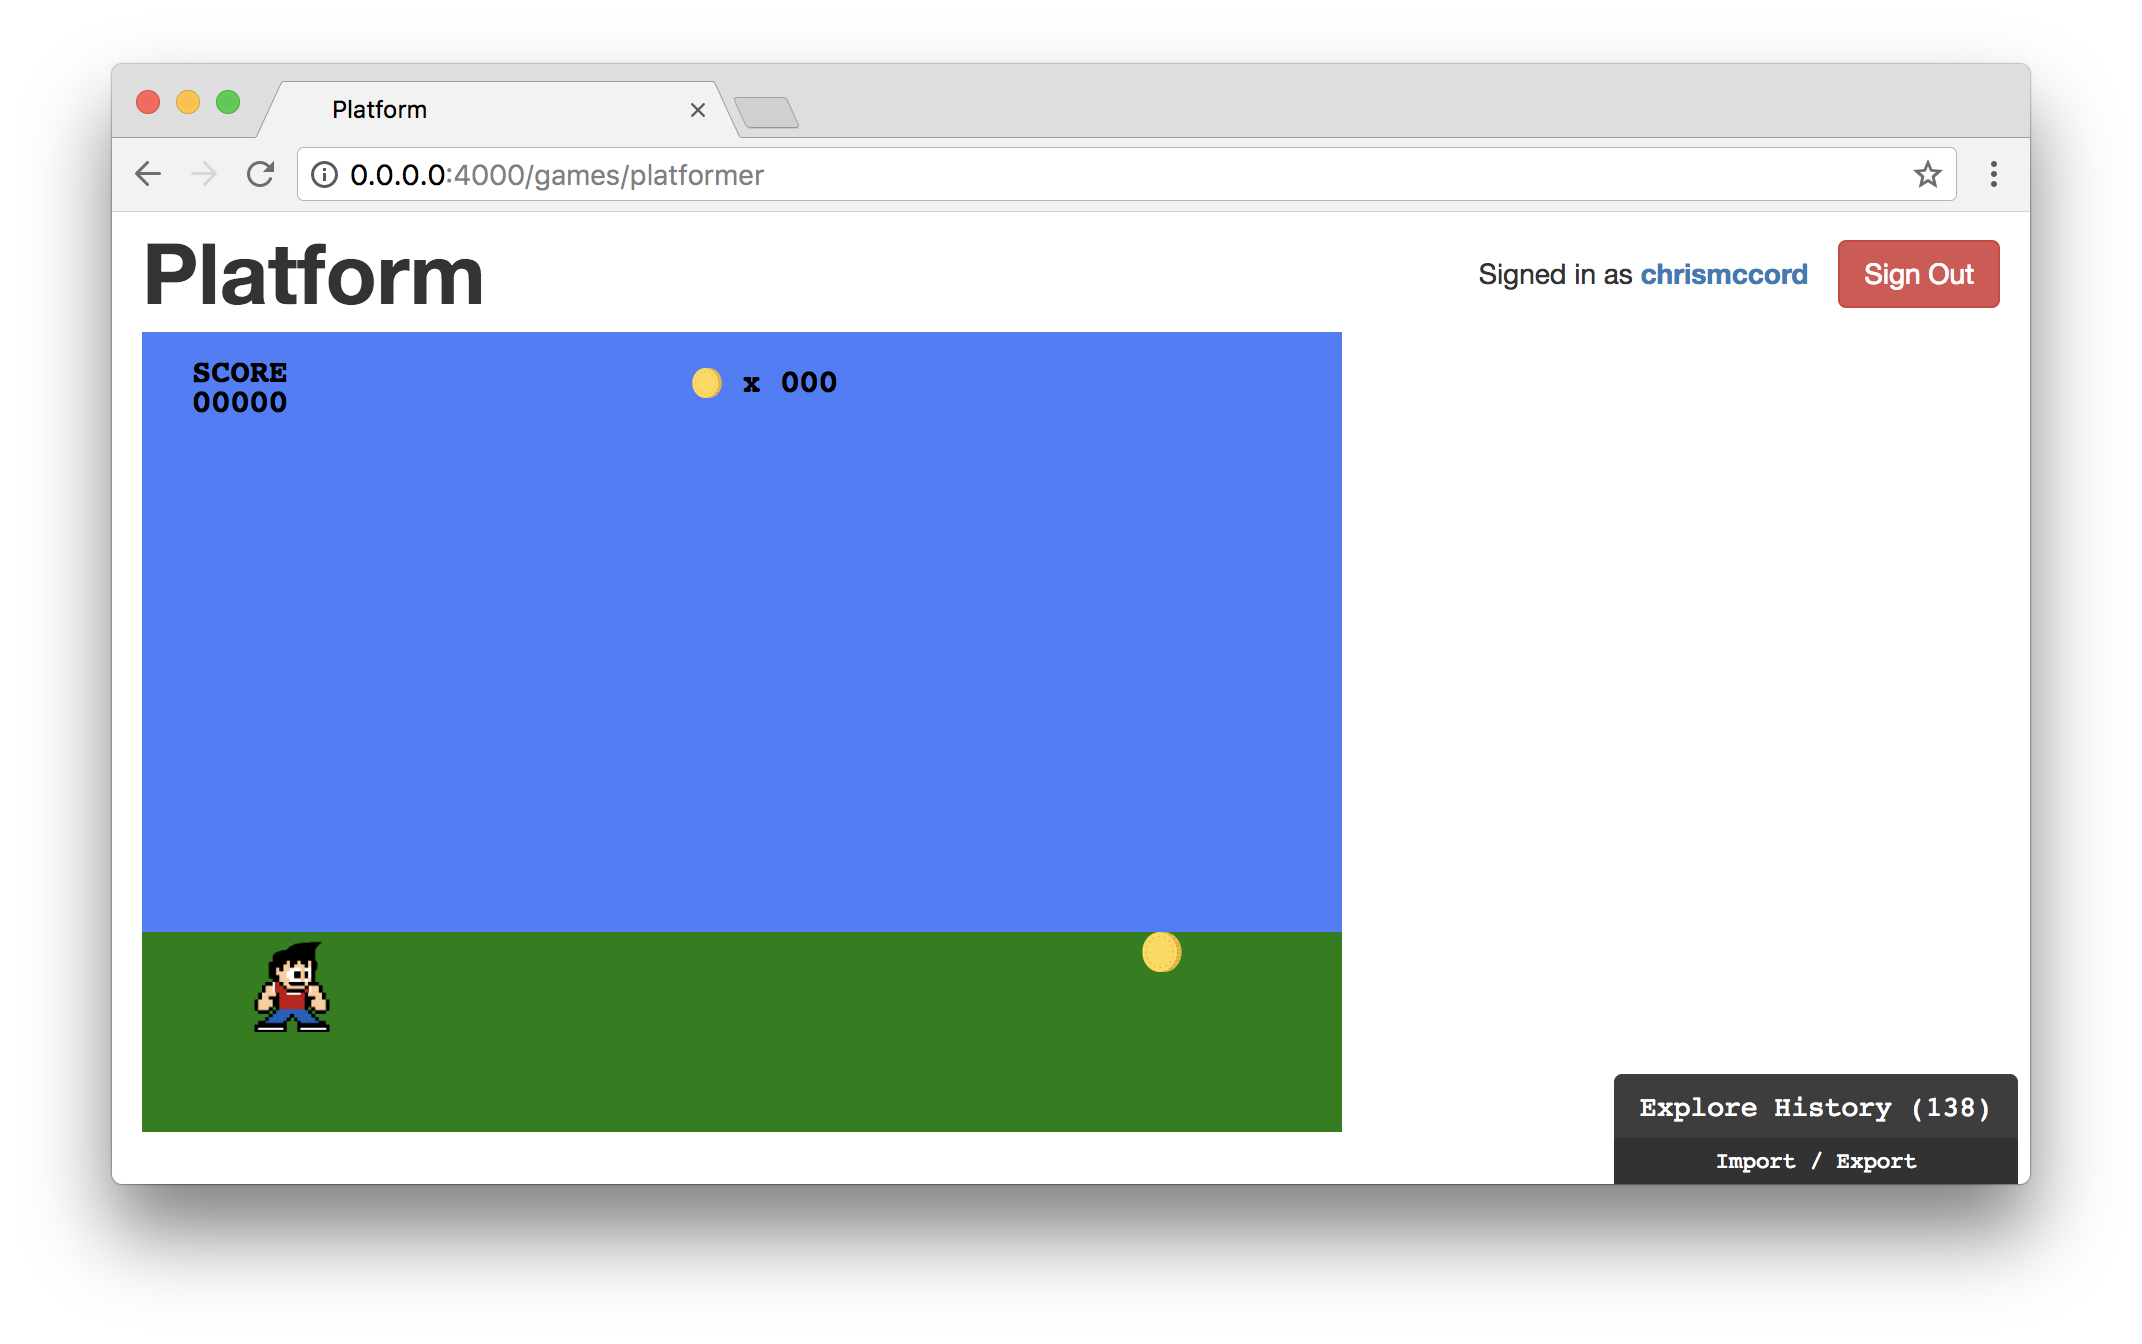 Platform
0.0.0.0:4000/games/platformer
Platform
Signed in as chrismccord
Sign Out
SCORE
00000
x 000
Explore History (138)
Import / Export